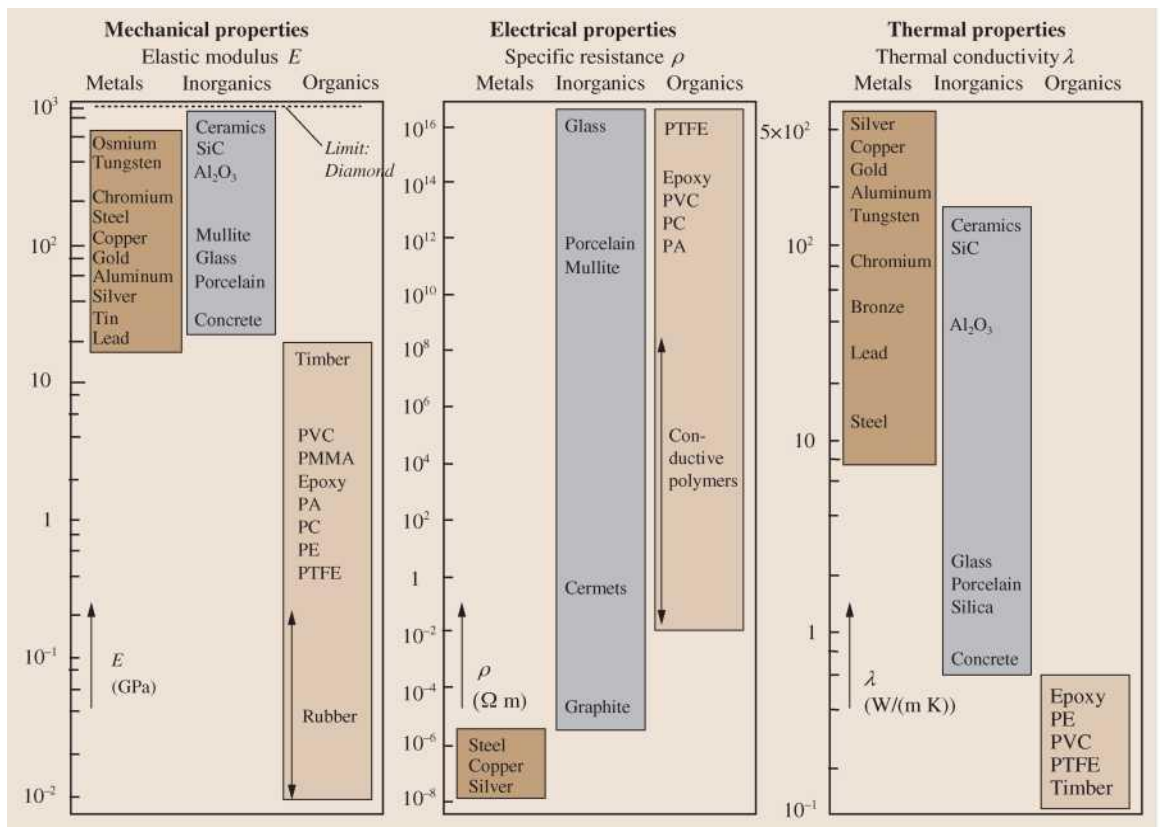 Mechanical properties
Elastic modulus E
Metals Inorganics Organics
10³
10²
10
1
10⁻¹
10⁻²
Limit:
Diamond
Osmium
Tungsten
Chromium
Steel
Copper
Gold
Aluminum
Silver
Tin
Lead
Ceramics
SiC
Al₂O₃
Mullite
Glass
Porcelain
Concrete
Timber
PVC
PMMA
Epoxy
PA
PC
PE
PTFE
Rubber
E
(GPa)
Electrical properties
Specific resistance ρ
Metals Inorganics Organics
10¹⁶
10¹⁴
10¹²
10¹⁰
10⁸
10⁶
10⁴
10²
1
10⁻²
10⁻⁴
10⁻⁶
10⁻⁸
Steel
Copper
Silver
Glass
Porcelain
Mullite
Cermets
Graphite
PTFE
Epoxy
PVC
PC
PA
Con-
ductive
polymers
ρ
(Ω m)
Thermal properties
Thermal conductivity λ
Metals Inorganics Organics
5×10²
10²
10
1
10⁻¹
Silver
Copper
Gold
Aluminum
Tungsten
Chromium
Bronze
Lead
Steel
Ceramics
SiC
Al₂O₃
Glass
Porcelain
Silica
Concrete
Epoxy
PE
PVC
PTFE
Timber
λ
(W/(m K))